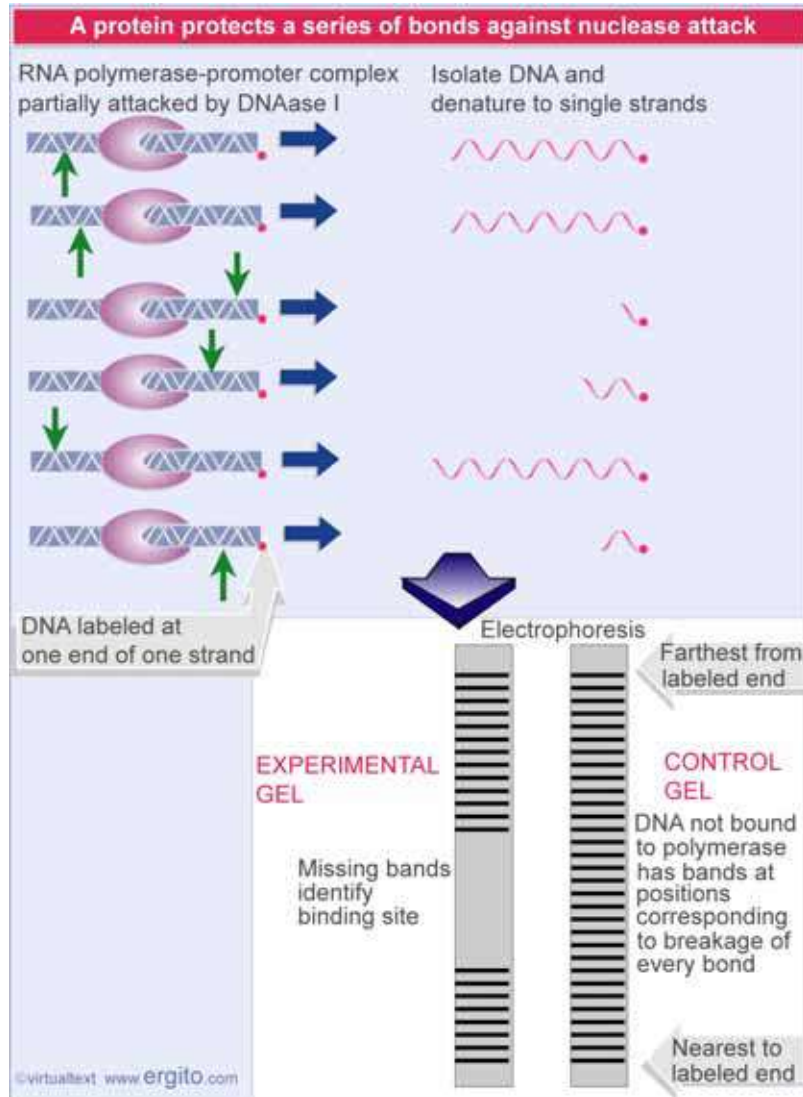 A protein protects a series of bonds against nuclease attack
RNA polymerase-promoter complex
partially attacked by DNAase I
Isolate DNA and
denature to single strands
DNA labeled at
one end of one strand
Electrophoresis
Farthest from
labeled end
EXPERIMENTAL
GEL
CONTROL
GEL
Missing bands
identify
binding site
DNA not bound
to polymerase
has bands at
positions
corresponding
to breakage of
every bond
Nearest to
labeled end
©virtualtext www.ergito.com